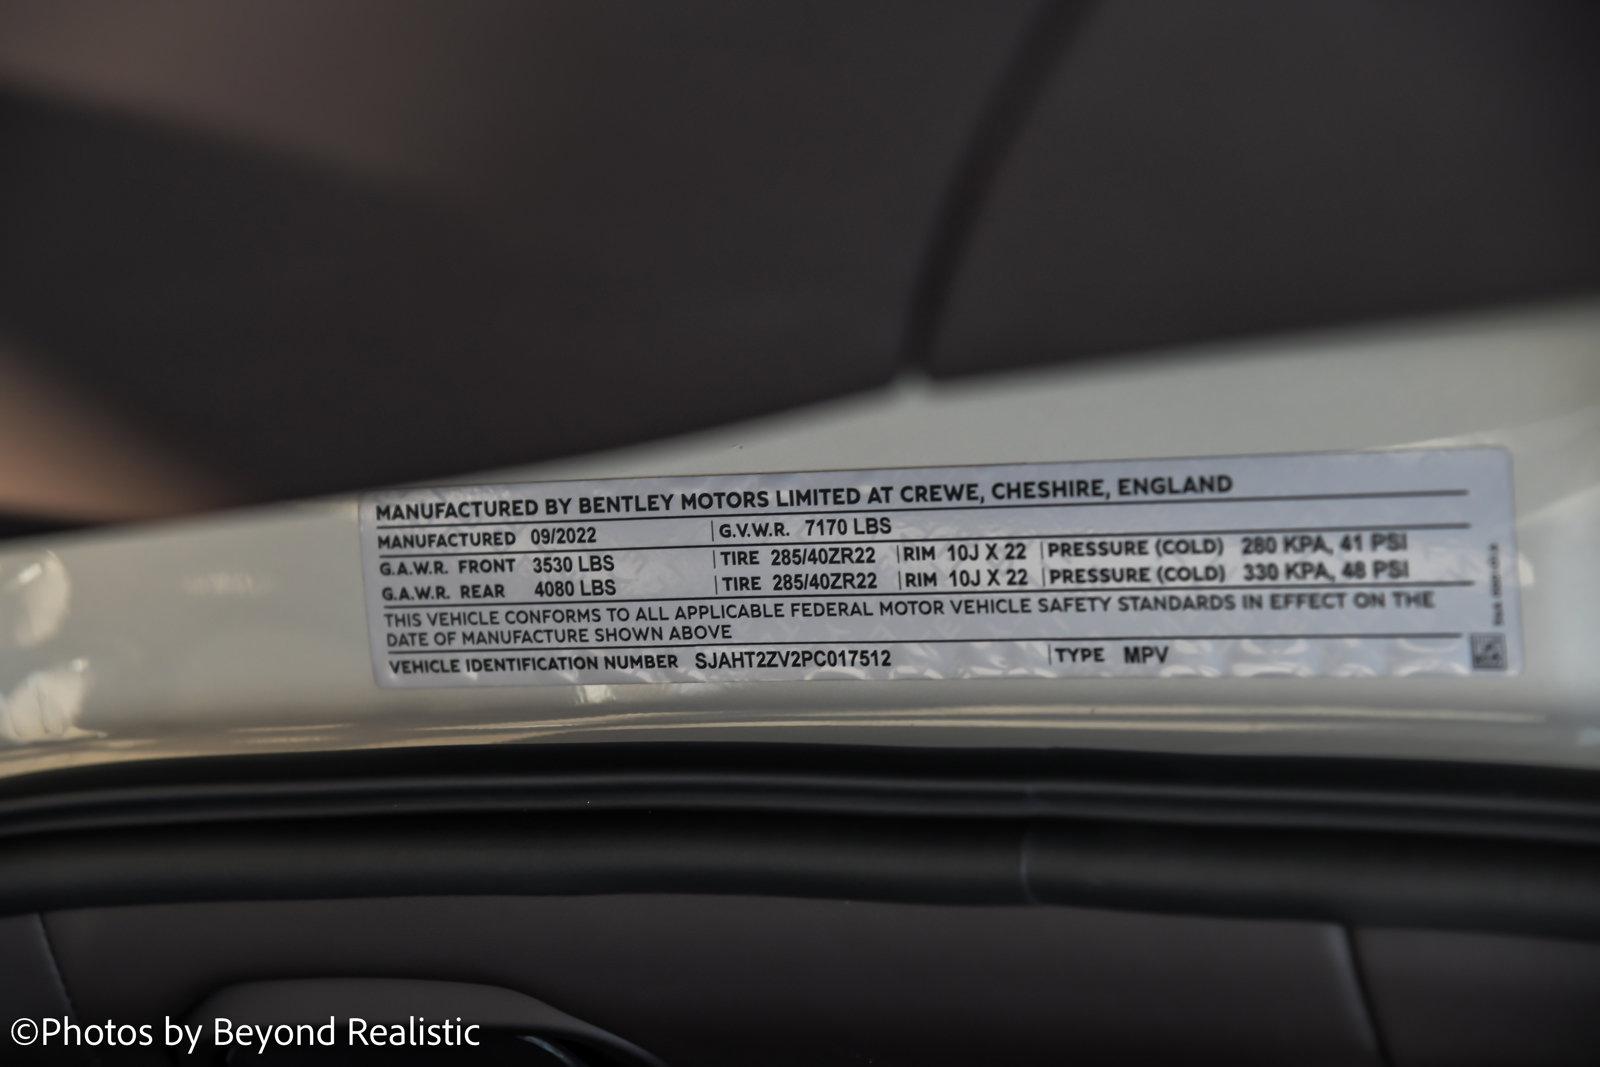 MANUFACTURED BY BENTLEY MOTORS LIMITED AT CREWE, CHESHIRE, ENGLAND
MANUFACTURED 09/2022 G.V.W.R. 7170 LBS
G.A.W.R. FRONT 3530 LBS TIRE 285/40ZR22 RIM 10J X 22 PRESSURE (COLD) 280 KPA, 41 PSI
G.A.W.R. REAR 4080 LBS TIRE 285/40ZR22 RIM 10J X 22 PRESSURE (COLD) 330 KPA, 48 PSI
THIS VEHICLE CONFORMS TO ALL APPLICABLE FEDERAL MOTOR VEHICLE SAFETY STANDARDS IN EFFECT ON THE
DATE OF MANUFACTURE SHOWN ABOVE
VEHICLE IDENTIFICATION NUMBER SJAHT2ZV2PC017512 TYPE MPV
©Photos by Beyond Realistic